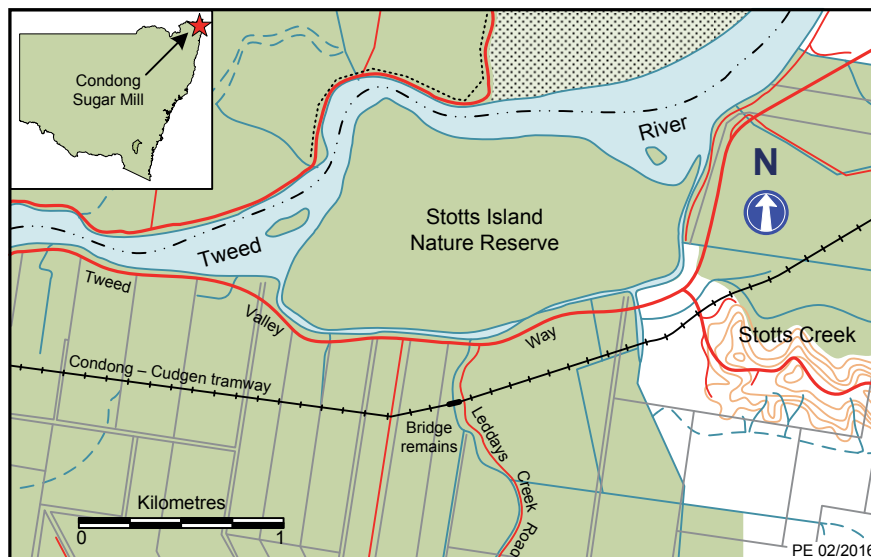 Condong
Sugar Mill
River
N
Stotts Island
Nature Reserve
Tweed
Tweed
Valley
Way
Stotts Creek
Condong – Cudgen tramway
Bridge
remains
Leddays
Creek
Road
Kilometres
0 1
PE 02/2016